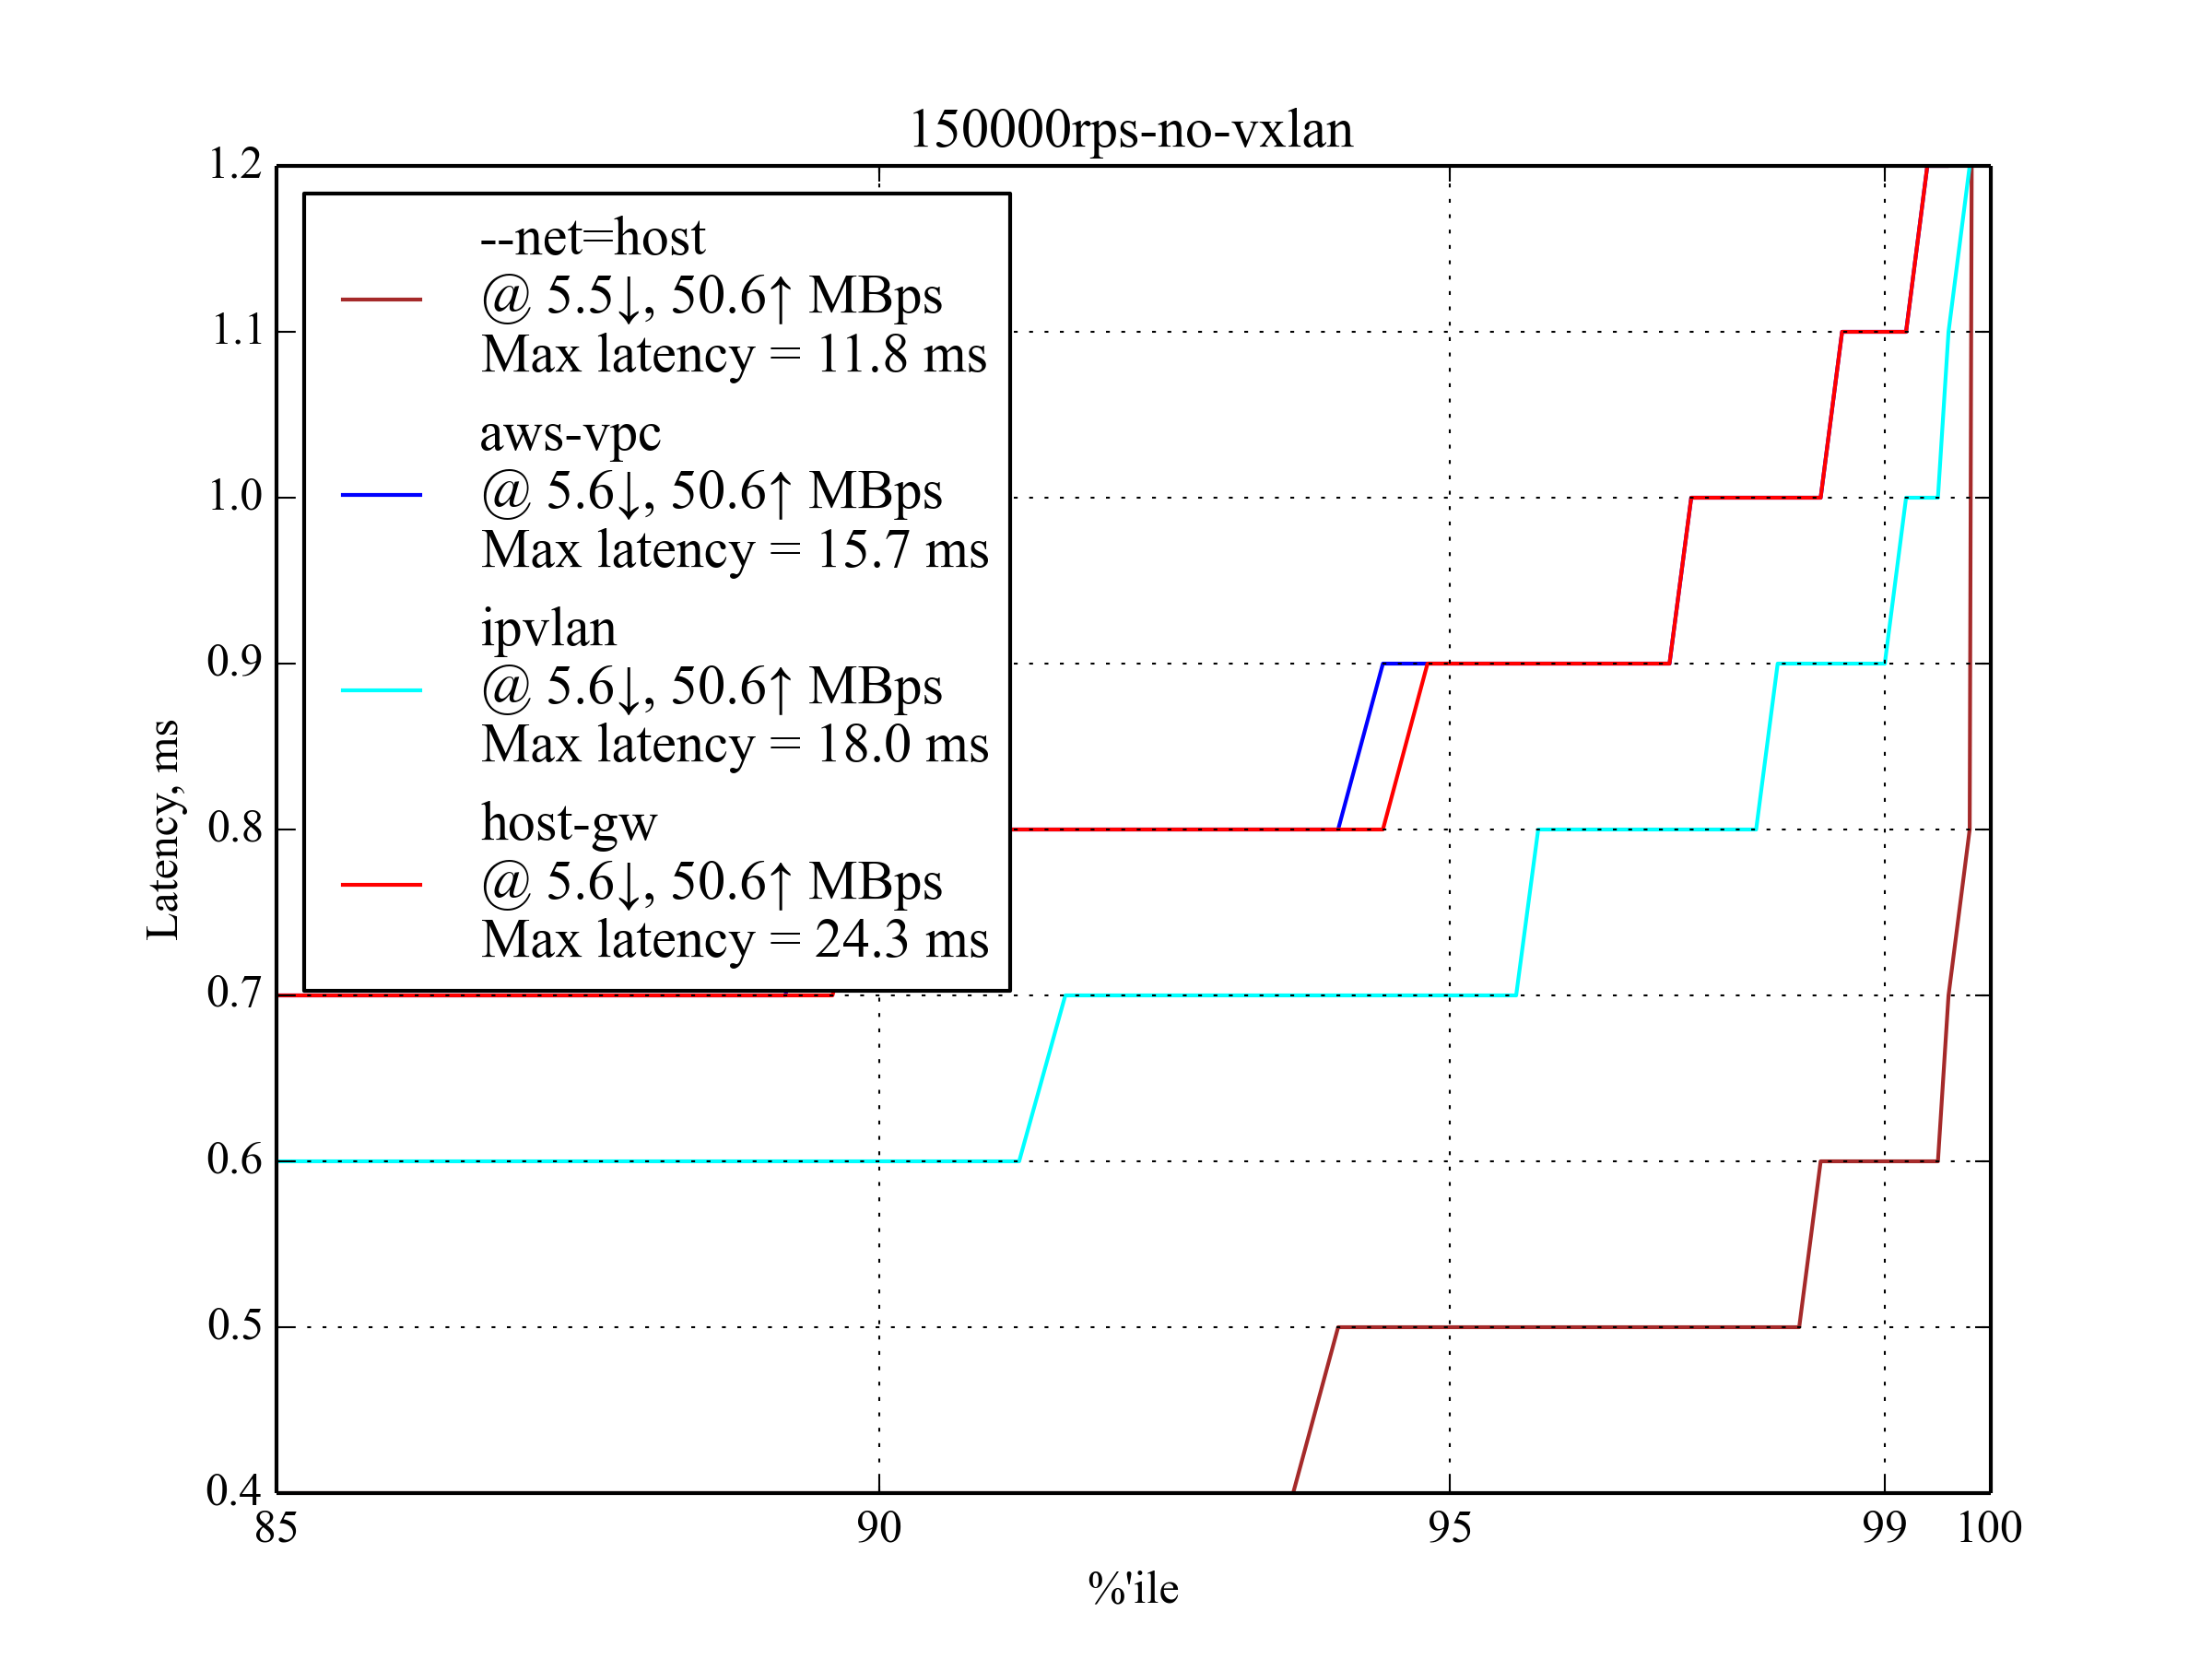 150000rps-no-vxlan
1.2
1.1
1.0
0.9
0.8
0.7
0.6
0.5
0.4
Latency, ms
--net=host
@ 5.5↓, 50.6↑ MBps
Max latency = 11.8 ms
aws-vpc
@ 5.6↓, 50.6↑ MBps
Max latency = 15.7 ms
ipvlan
@ 5.6↓, 50.6↑ MBps
Max latency = 18.0 ms
host-gw
@ 5.6↓, 50.6↑ MBps
Max latency = 24.3 ms
85 90 95 99 100
%'ile